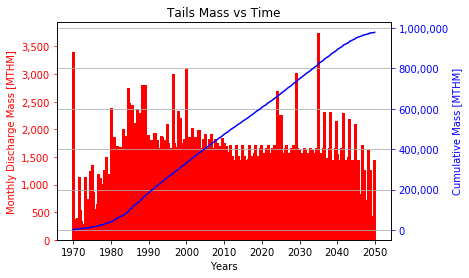 Tails Mass vs Time
Monthly Discharge Mass [MTHM]
3,500
3,000
2,500
2,000
1,500
1,000
500
0
1,000,000
800,000
600,000
400,000
200,000
0
Cumulative Mass [MTHM]
1970 1980 1990 2000 2010 2020 2030 2040 2050
Years